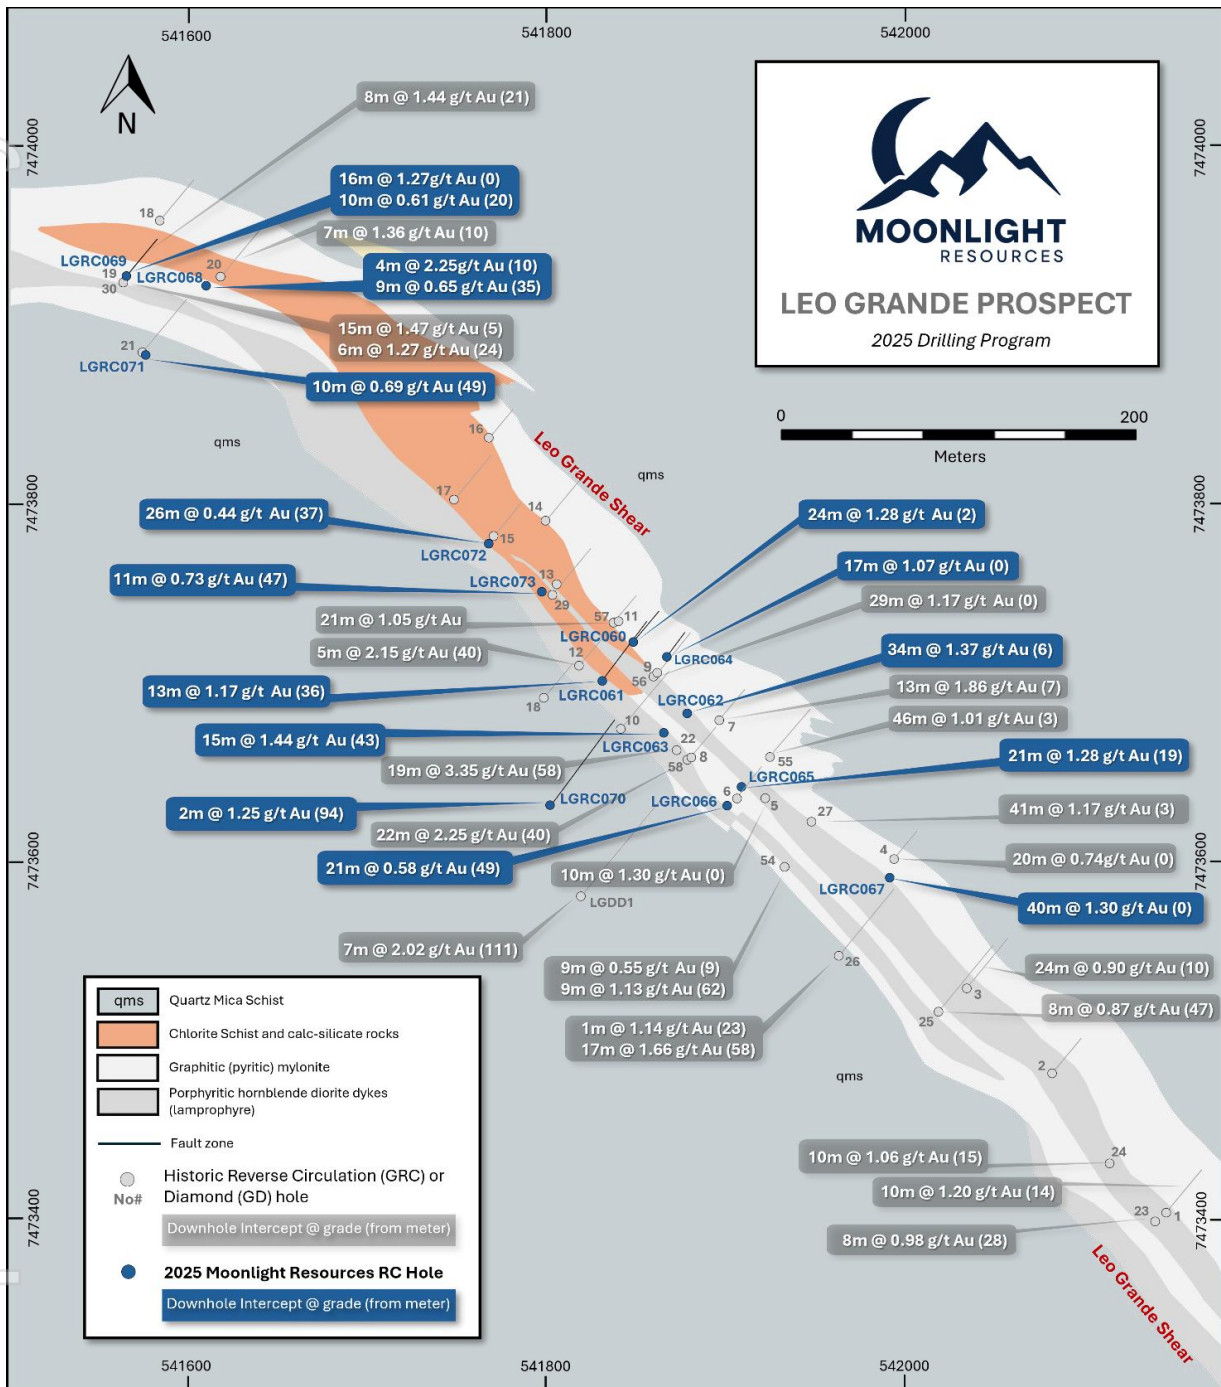 541600
541800
542000
7474000
7474000
N
8m @ 1.44 g/t Au (21)
MOONLIGHT
RESOURCES
LEO GRANDE PROSPECT
2025 Drilling Program
16m @ 1.27g/t Au (0)
10m @ 0.61 g/t Au (20)
18
7m @ 1.36 g/t Au (10)
LGRC069
19
30
LGRC068
20
4m @ 2.25g/t Au (10)
9m @ 0.65 g/t Au (35)
15m @ 1.47 g/t Au (5)
6m @ 1.27 g/t Au (24)
21
LGRC071
10m @ 0.69 g/t Au (49)
0
200
Meters
qms
16
Leo Grande Shear
qms
17
14
7473800
7473800
26m @ 0.44 g/t Au (37)
24m @ 1.28 g/t Au (2)
15
LGRC072
11m @ 0.73 g/t Au (47)
LGRC073
13
29
17m @ 1.07 g/t Au (0)
29m @ 1.17 g/t Au (0)
21m @ 1.05 g/t Au
57
11
LGRC060
5m @ 2.15 g/t Au (40)
12
9
56
LGRC064
34m @ 1.37 g/t Au (6)
13m @ 1.17 g/t Au (36)
LGRC061
18
LGRC062
13m @ 1.86 g/t Au (7)
10
7
46m @ 1.01 g/t Au (3)
15m @ 1.44 g/t Au (43)
LGRC063
22
8
58
55
21m @ 1.28 g/t Au (19)
19m @ 3.35 g/t Au (58)
LGRC065
2m @ 1.25 g/t Au (94)
LGRC070
LGRC066
6
5
27
41m @ 1.17 g/t Au (3)
22m @ 2.25 g/t Au (40)
21m @ 0.58 g/t Au (49)
10m @ 1.30 g/t Au (0)
54
4
20m @ 0.74g/t Au (0)
7473600
7473600
LGDD1
LGRC067
40m @ 1.30 g/t Au (0)
7m @ 2.02 g/t Au (111)
9m @ 0.55 g/t Au (9)
9m @ 1.13 g/t Au (62)
26
24m @ 0.90 g/t Au (10)
3
8m @ 0.87 g/t Au (47)
25
1m @ 1.14 g/t Au (23)
17m @ 1.66 g/t Au (58)
qms
2
10m @ 1.06 g/t Au (15)
24
10m @ 1.20 g/t Au (14)
23
1
8m @ 0.98 g/t Au (28)
7473400
7473400
Leo Grande Shear
qms
Quartz Mica Schist
Chlorite Schist and calc-silicate rocks
Graphitic (pyritic) mylonite
Porphyritic hornblende diorite dykes
(lamprophyre)
Fault zone
Historic Reverse Circulation (GRC) or
Diamond (GD) hole
No#
Downhole Intercept @ grade (from meter)
2025 Moonlight Resources RC Hole
Downhole Intercept @ grade (from meter)
541600
541800
542000